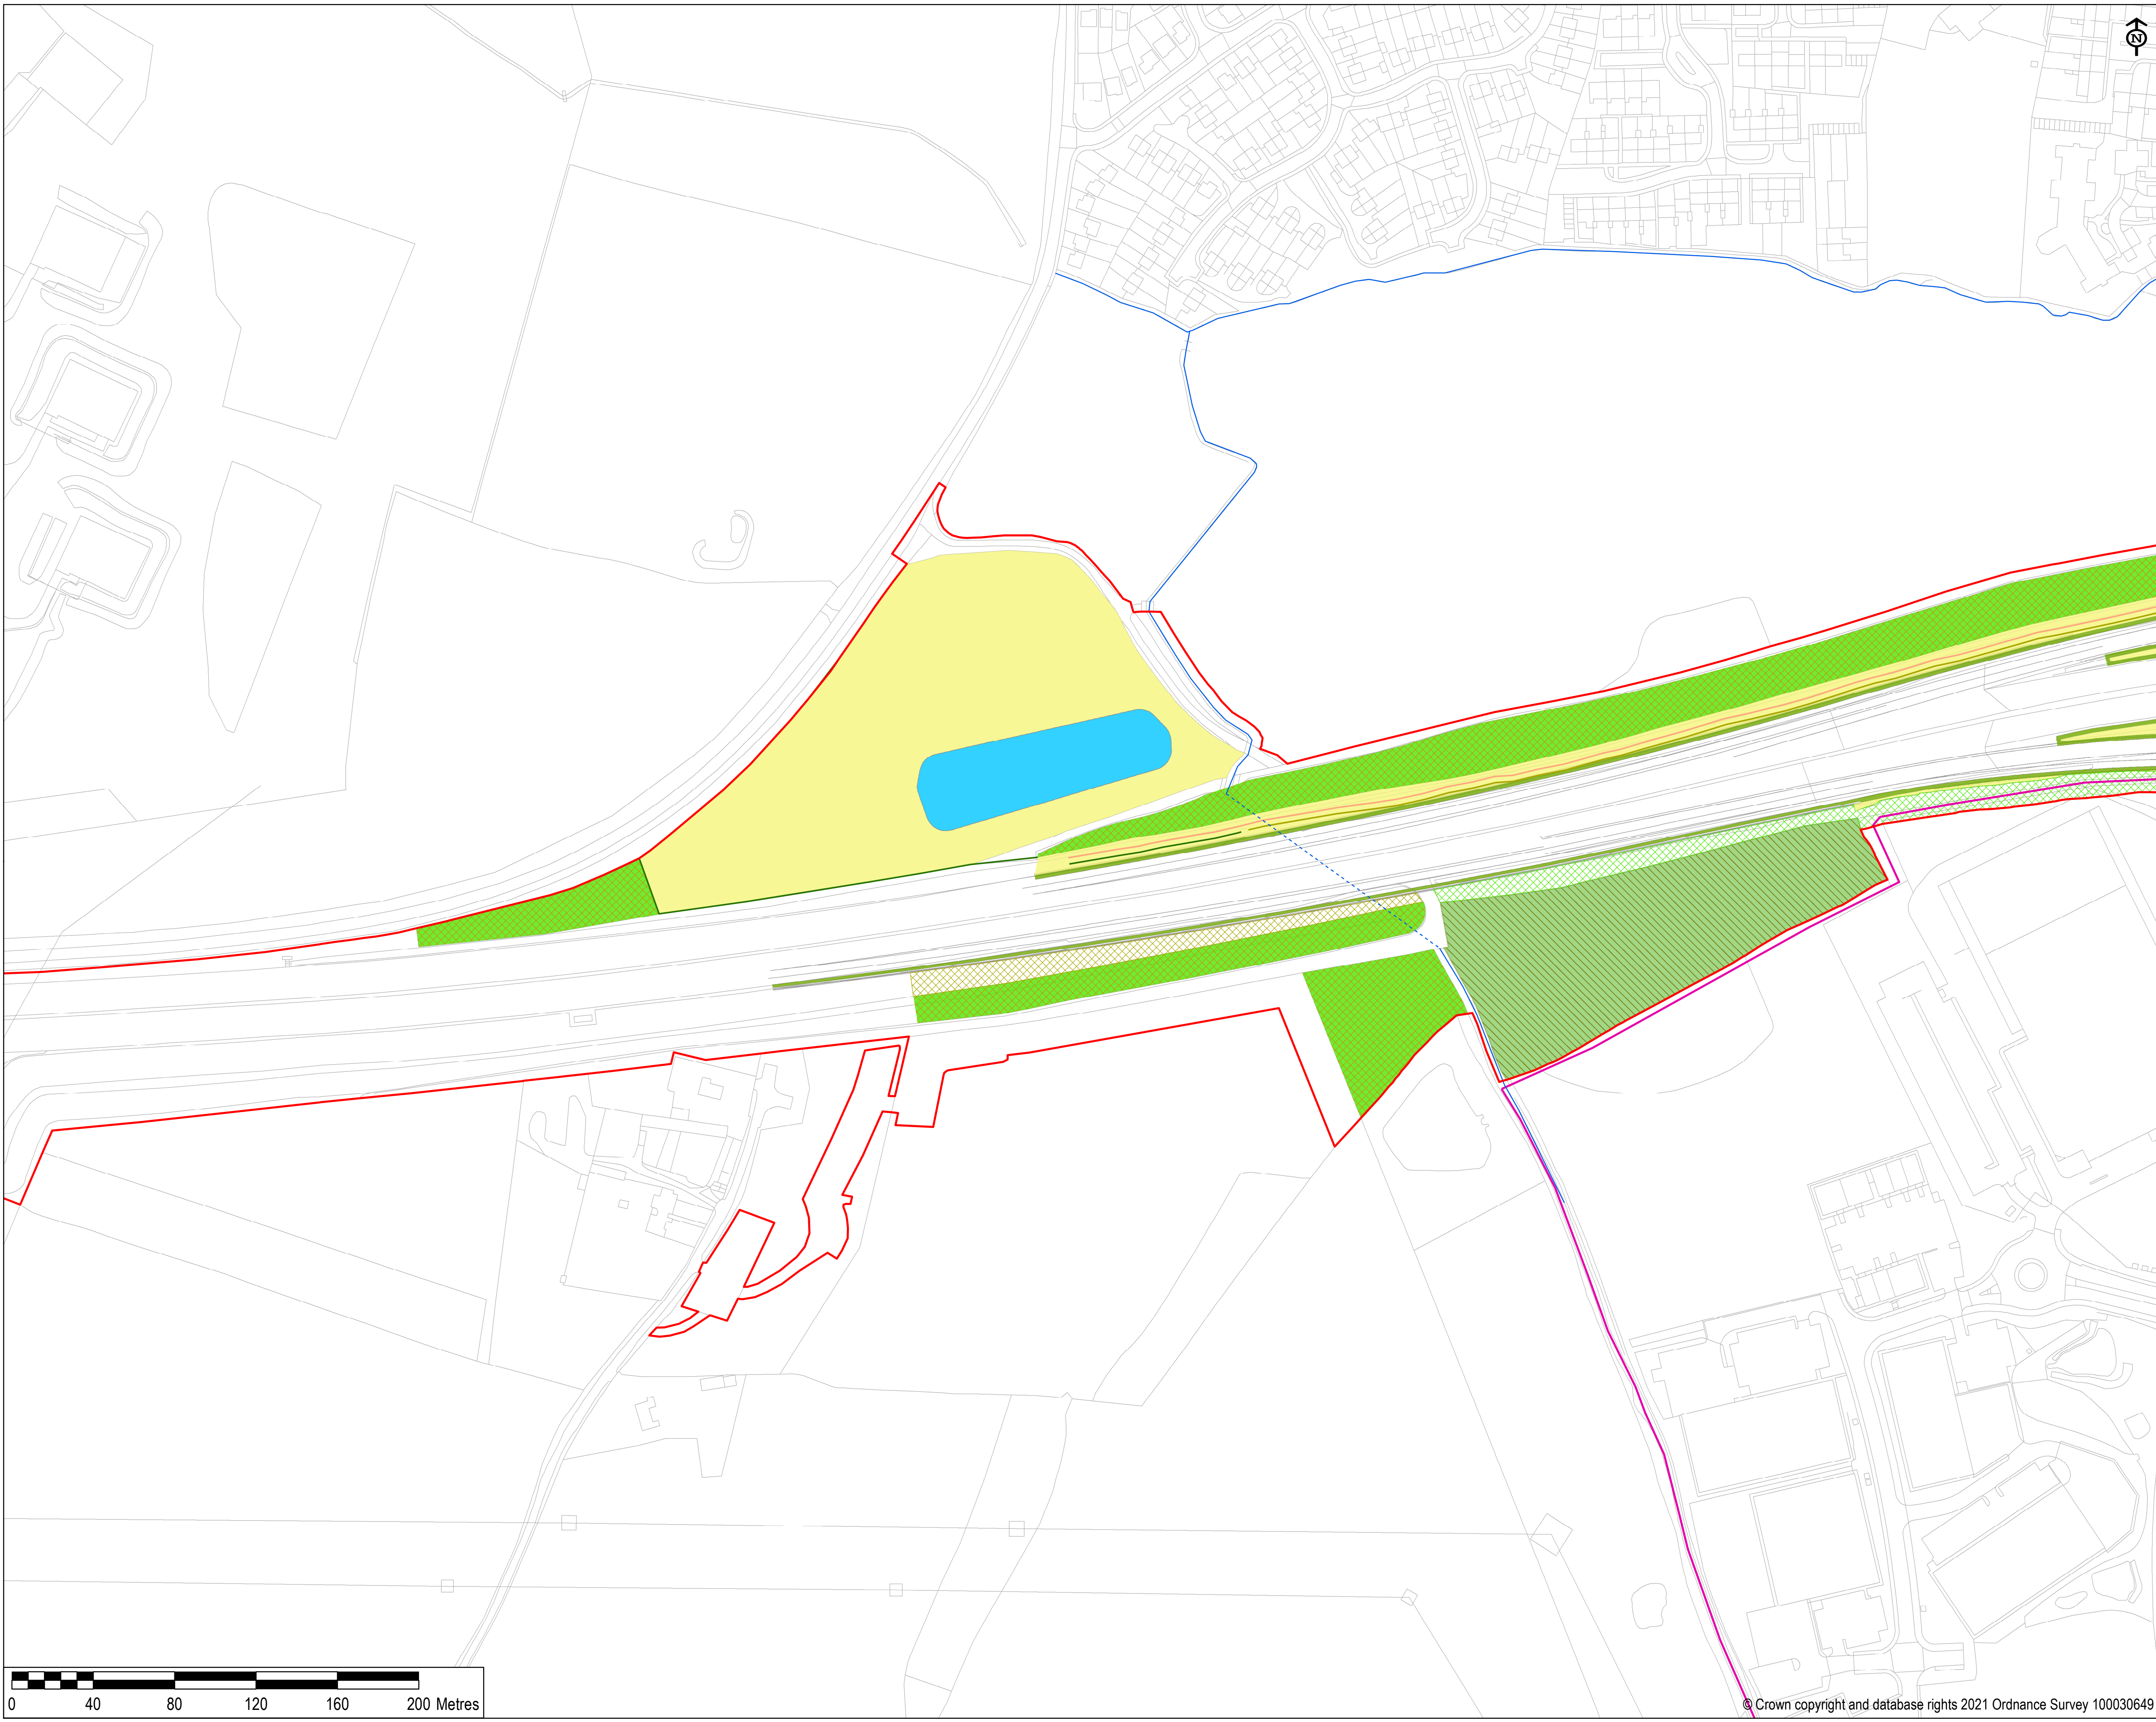 N
0 40 80 120 160 200 Metres
© Crown copyright and database rights 2021 Ordnance Survey 100030649